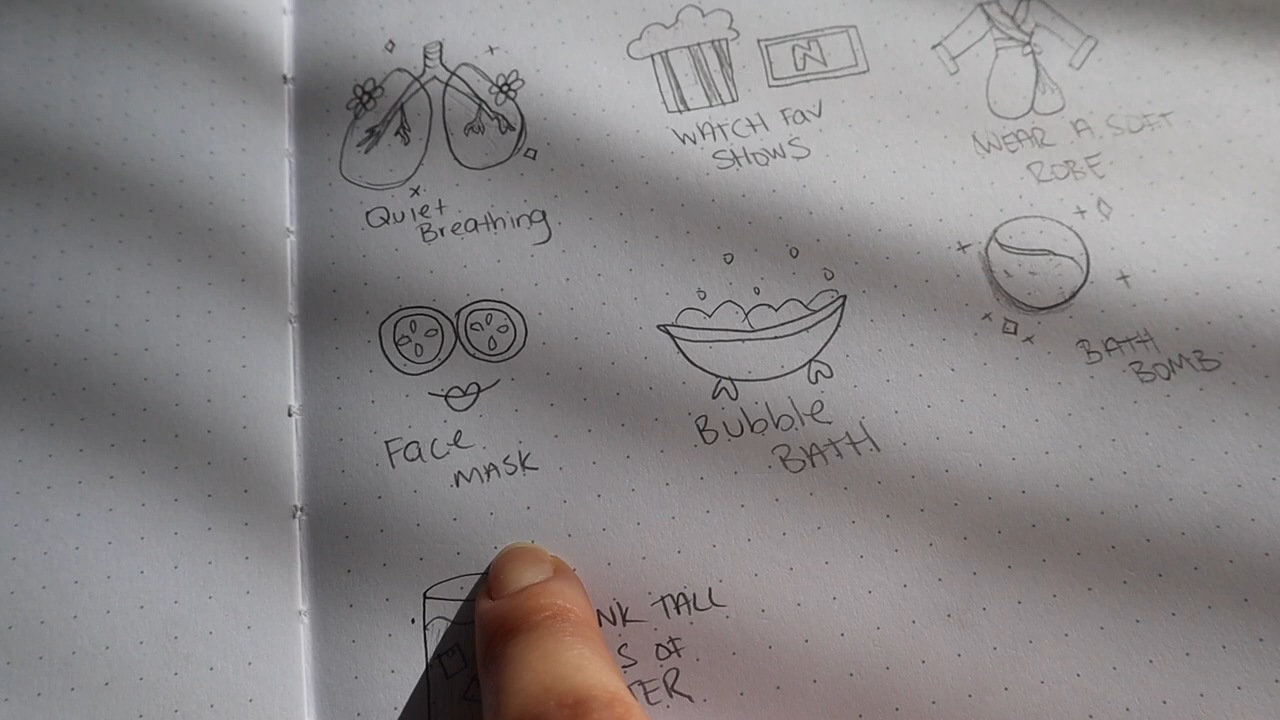 Quiet
Breathing
WATCH FAV
SHOWS
WEAR A SOFT
ROBE
Face
MASK
Bubble
BATH
BATH
BOMB
NK TALL
S OF
TER